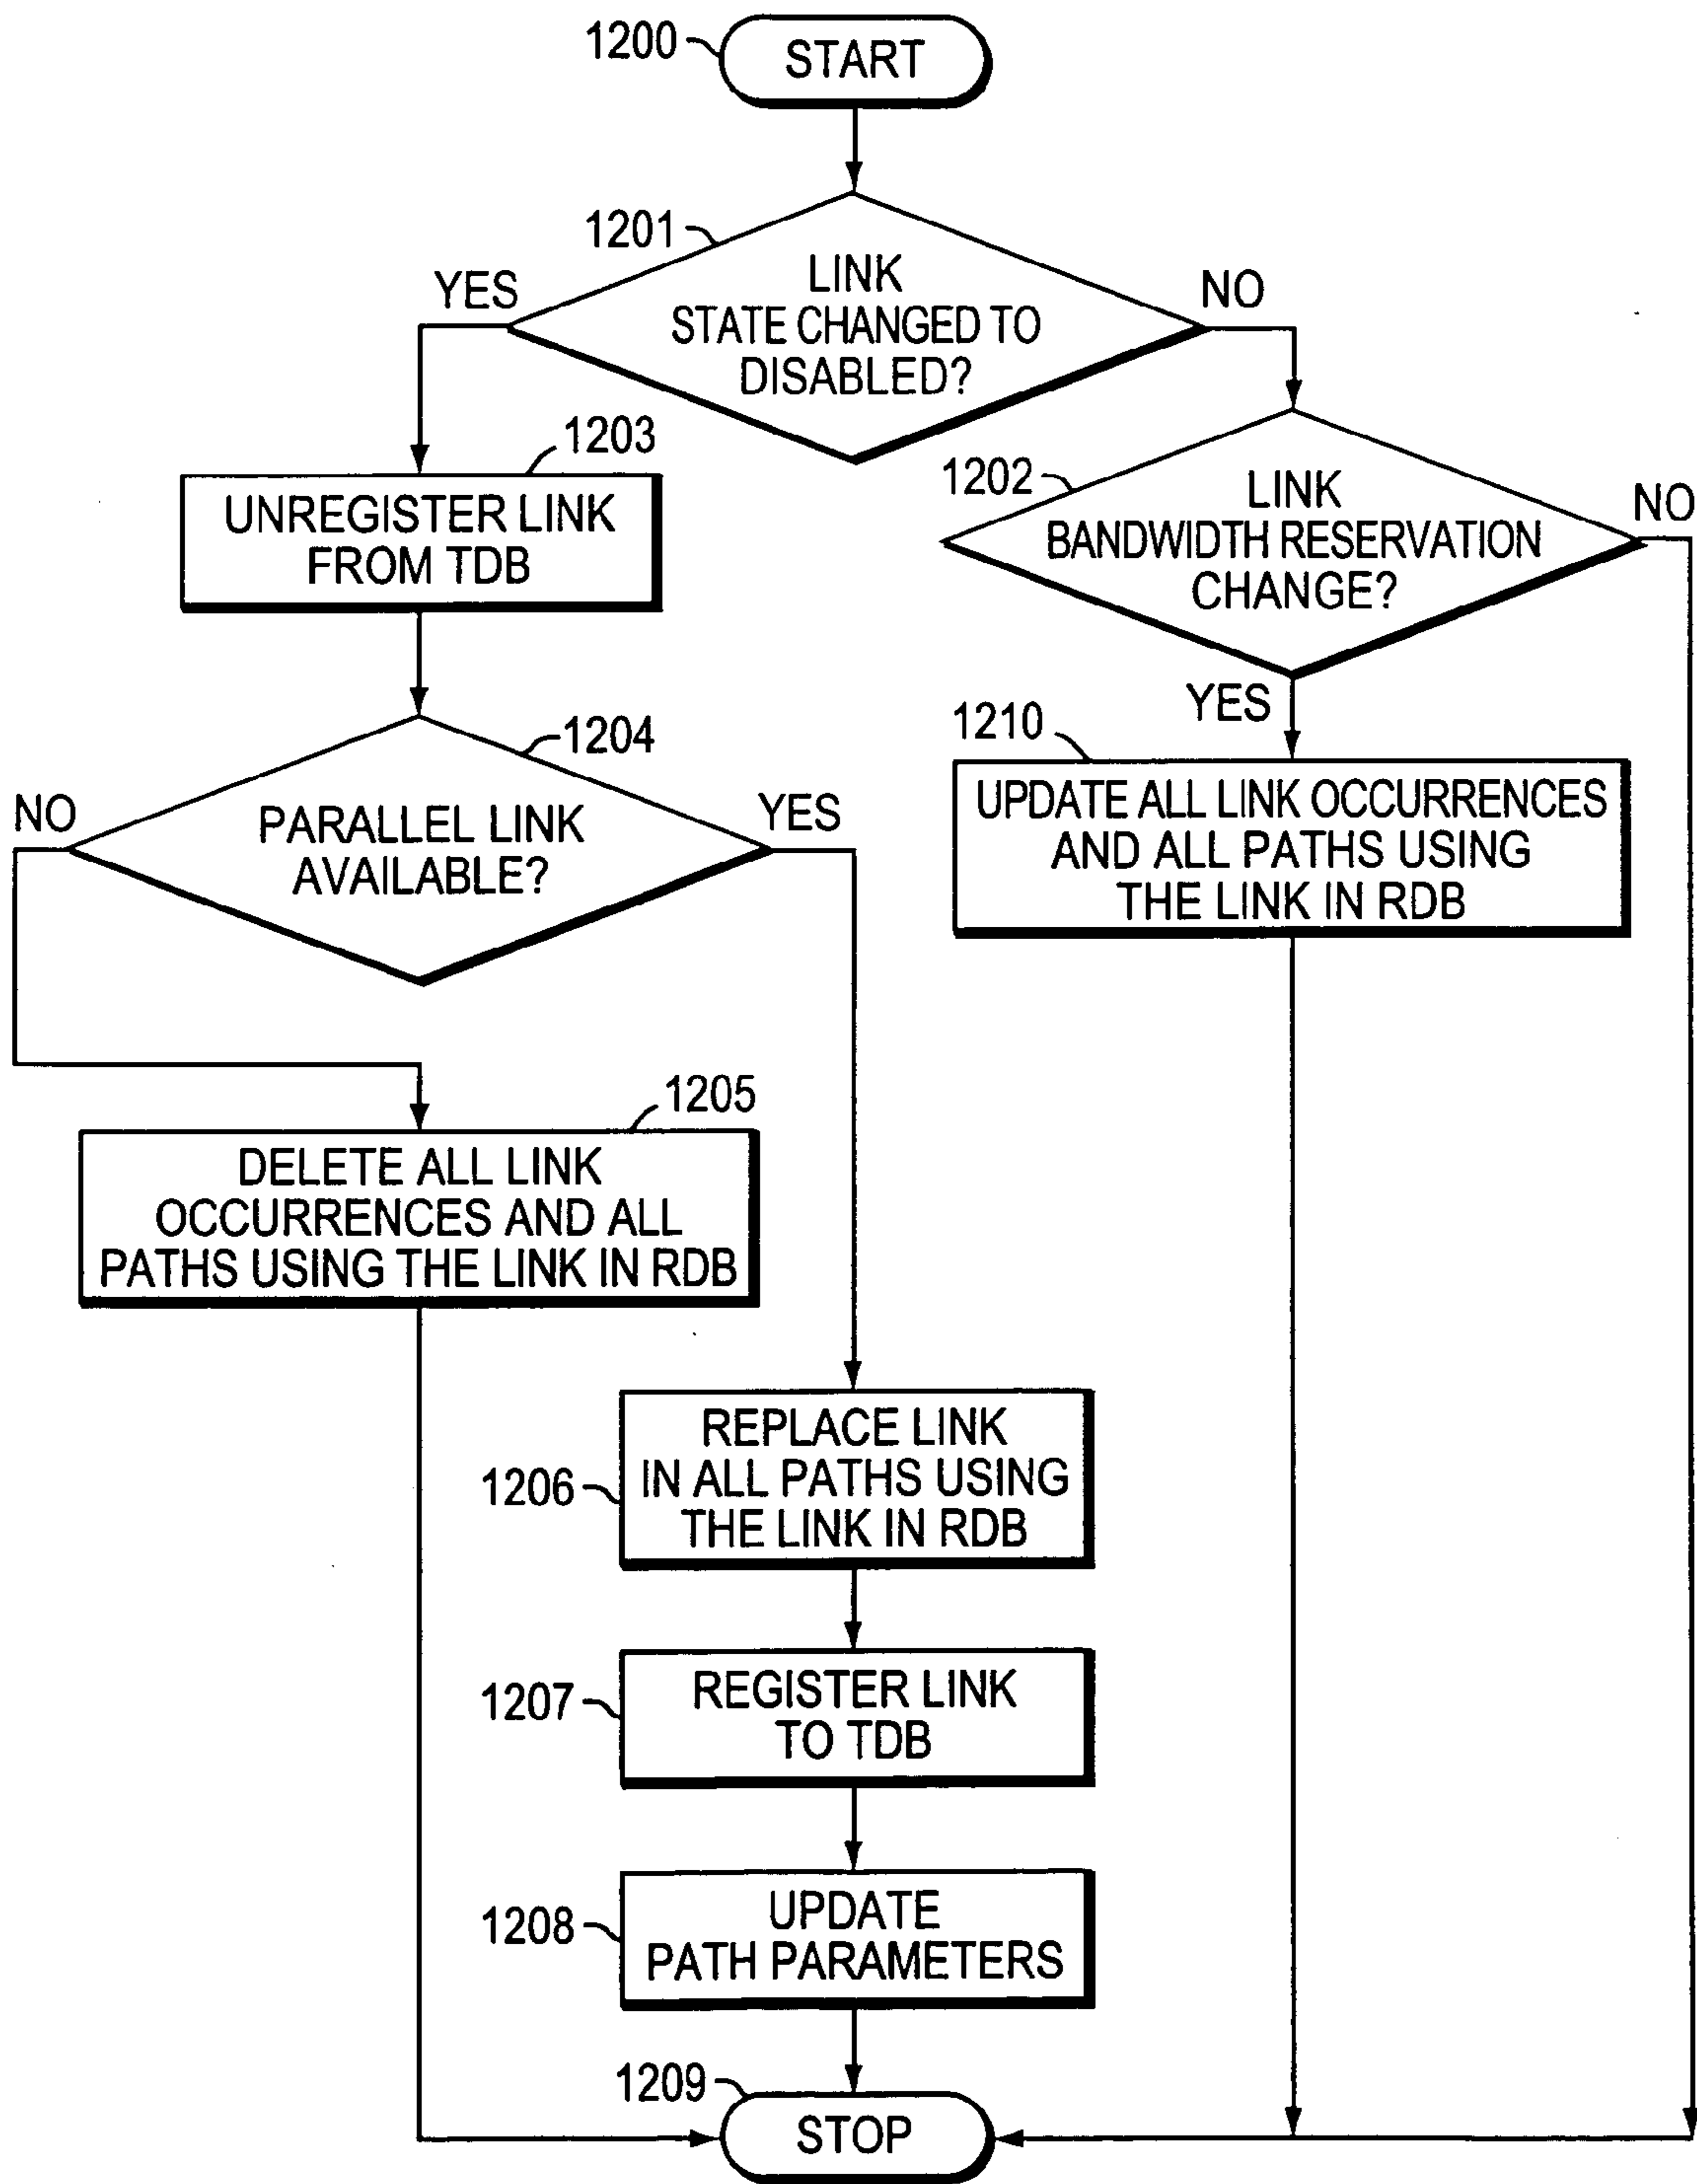 1200
START
1201
LINK
STATE CHANGED TO
DISABLED?
YES
NO
1203
UNREGISTER LINK
FROM TDB
1202
LINK
BANDWIDTH RESERVATION
CHANGE?
NO
YES
1204
PARALLEL LINK
AVAILABLE?
NO
YES
1210
UPDATE ALL LINK OCCURRENCES
AND ALL PATHS USING
THE LINK IN RDB
1205
DELETE ALL LINK
OCCURRENCES AND ALL
PATHS USING THE LINK IN RDB
1206
REPLACE LINK
IN ALL PATHS USING
THE LINK IN RDB
1207
REGISTER LINK
TO TDB
1208
UPDATE
PATH PARAMETERS
1209
STOP